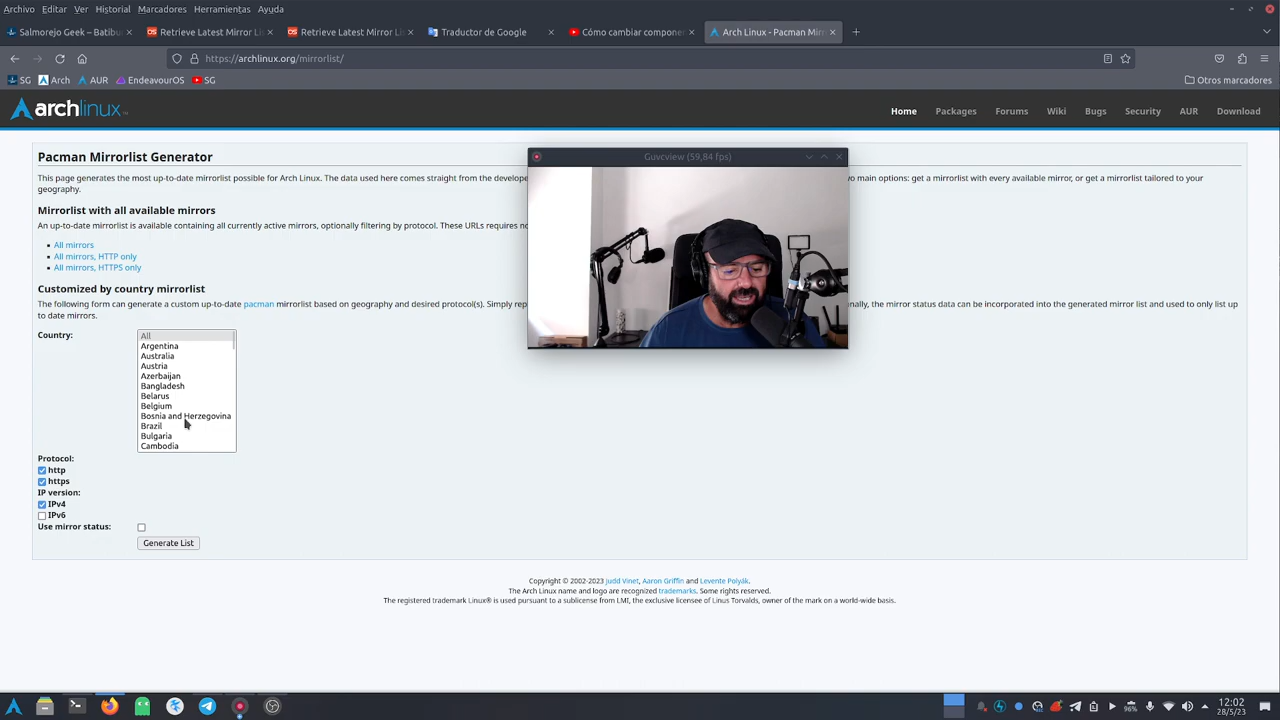 Archivo Editar Ver Historial Marcadores Herramientas Ayuda
Salmorejo Geek – Batibu
Retrieve Latest Mirror Li
Retrieve Latest Mirror Li
Traductor de Google
Cómo cambiar compone
Arch Linux - Pacman Mirr
https://archlinux.org/mirrorlist/
SG Arch AUR EndeavourOS SG Otros marcadores
archlinux
Home Packages Forums Wiki Bugs Security AUR Download
Pacman Mirrorlist Generator
Guvcview (59,84 fps)
This page generates the most up-to-date mirrorlist possible for Arch Linux. The data used here comes straight from the develope
wo main options: get a mirrorlist with every available mirror, or get a mirrorlist tailored to your
geography.
Mirrorlist with all available mirrors
An up-to-date mirrorlist is available containing all currently active mirrors, optionally filtering by protocol. These URLs requires no
All mirrors
All mirrors, HTTP only
All mirrors, HTTPS only
Customized by country mirrorlist
The following form can generate a custom up-to-date pacman mirrorlist based on geography and desired protocol(s). Simply rep
onally, the mirror status data can be incorporated into the generated mirror list and used to only list up
to date mirrors.
Country:
All
Argentina
Australia
Austria
Azerbaijan
Bangladesh
Belarus
Belgium
Bosnia and Herzegovina
Brazil
Bulgaria
Cambodia
Protocol:
http
https
IP version:
IPv4
IPv6
Use mirror status:
Generate List
Copyright © 2002-2023 Judd Vinet, Aaron Griffin and Levente Polyák.
The Arch Linux name and logo are recognized trademarks. Some rights reserved.
The registered trademark Linux® is used pursuant to a sublicense from LMI, the exclusive licensee of Linus Torvalds, owner of the mark on a world-wide basis.
96%
12:02
28/5/23